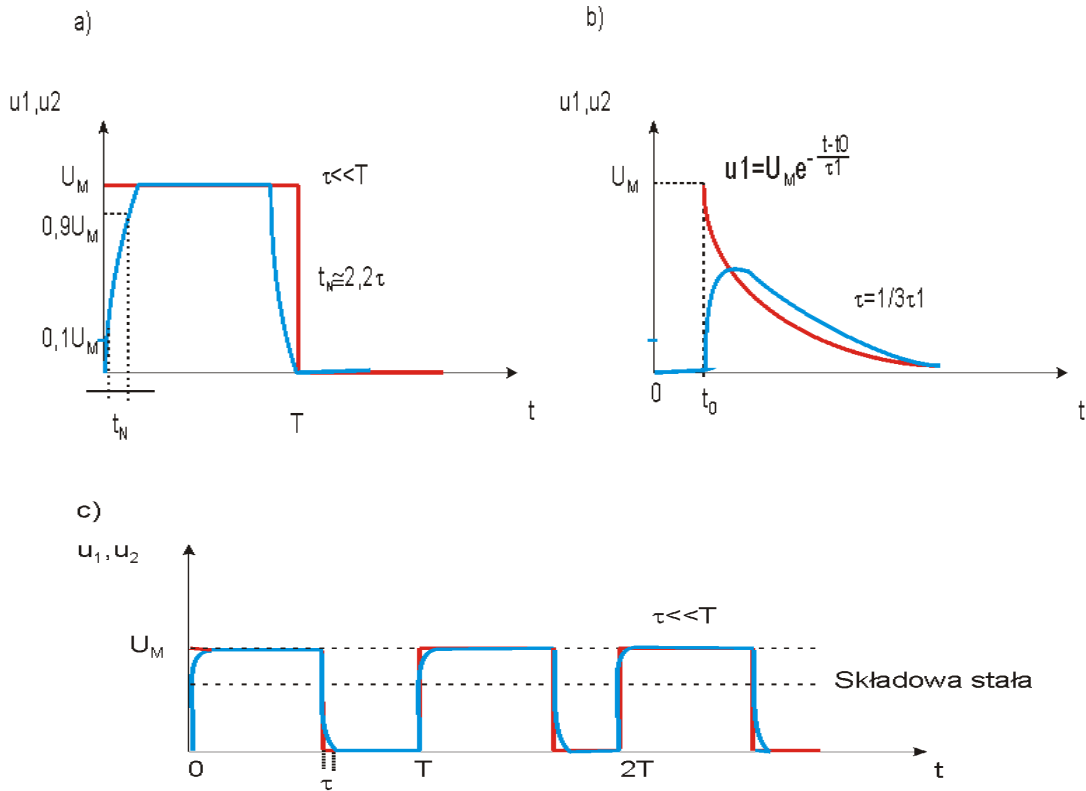 a)
u1,u2
U_M
τ<<T
0,9U_M
t_N≅2,2τ
0,1U_M
t_N
T
t
b)
u1,u2
u1=U_M e^-(t-t0)/τ1
U_M
τ=1/3τ1
0
t_0
t
c)
u_1,u_2
τ<<T
U_M
Składowa stała
0
τ
T
2T
t